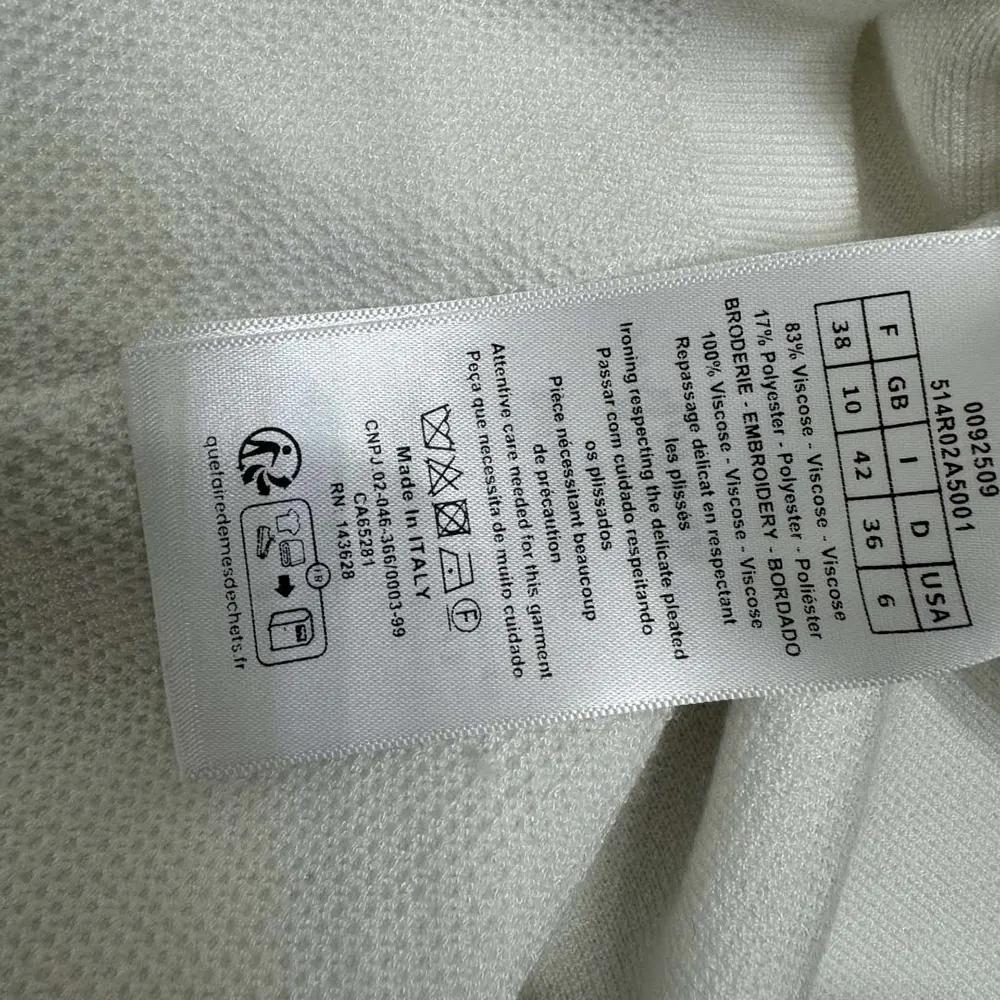 0092509
514R02A5001
F GB I D USA
38 10 42 36 6
83% Viscose - Viscose - Viscose
17% Polyester - Polyester - Poliéster
BRODERIE - EMBROIDERY - BORDADO
100% Viscose - Viscose - Viscose
Repassage délicat en respectant
les plissés
Ironing respecting the delicate pleated
Passar com cuidado respeitando
os plissados
Pièce nécessitant beaucoup
de précaution
Attentive care needed for this garment
Peça que necessita de muito cuidado
F
Made In ITALY
CNPJ 02-046-366/0003-99
CA65281
RN 143628
FR
quefairedemesdechets.fr